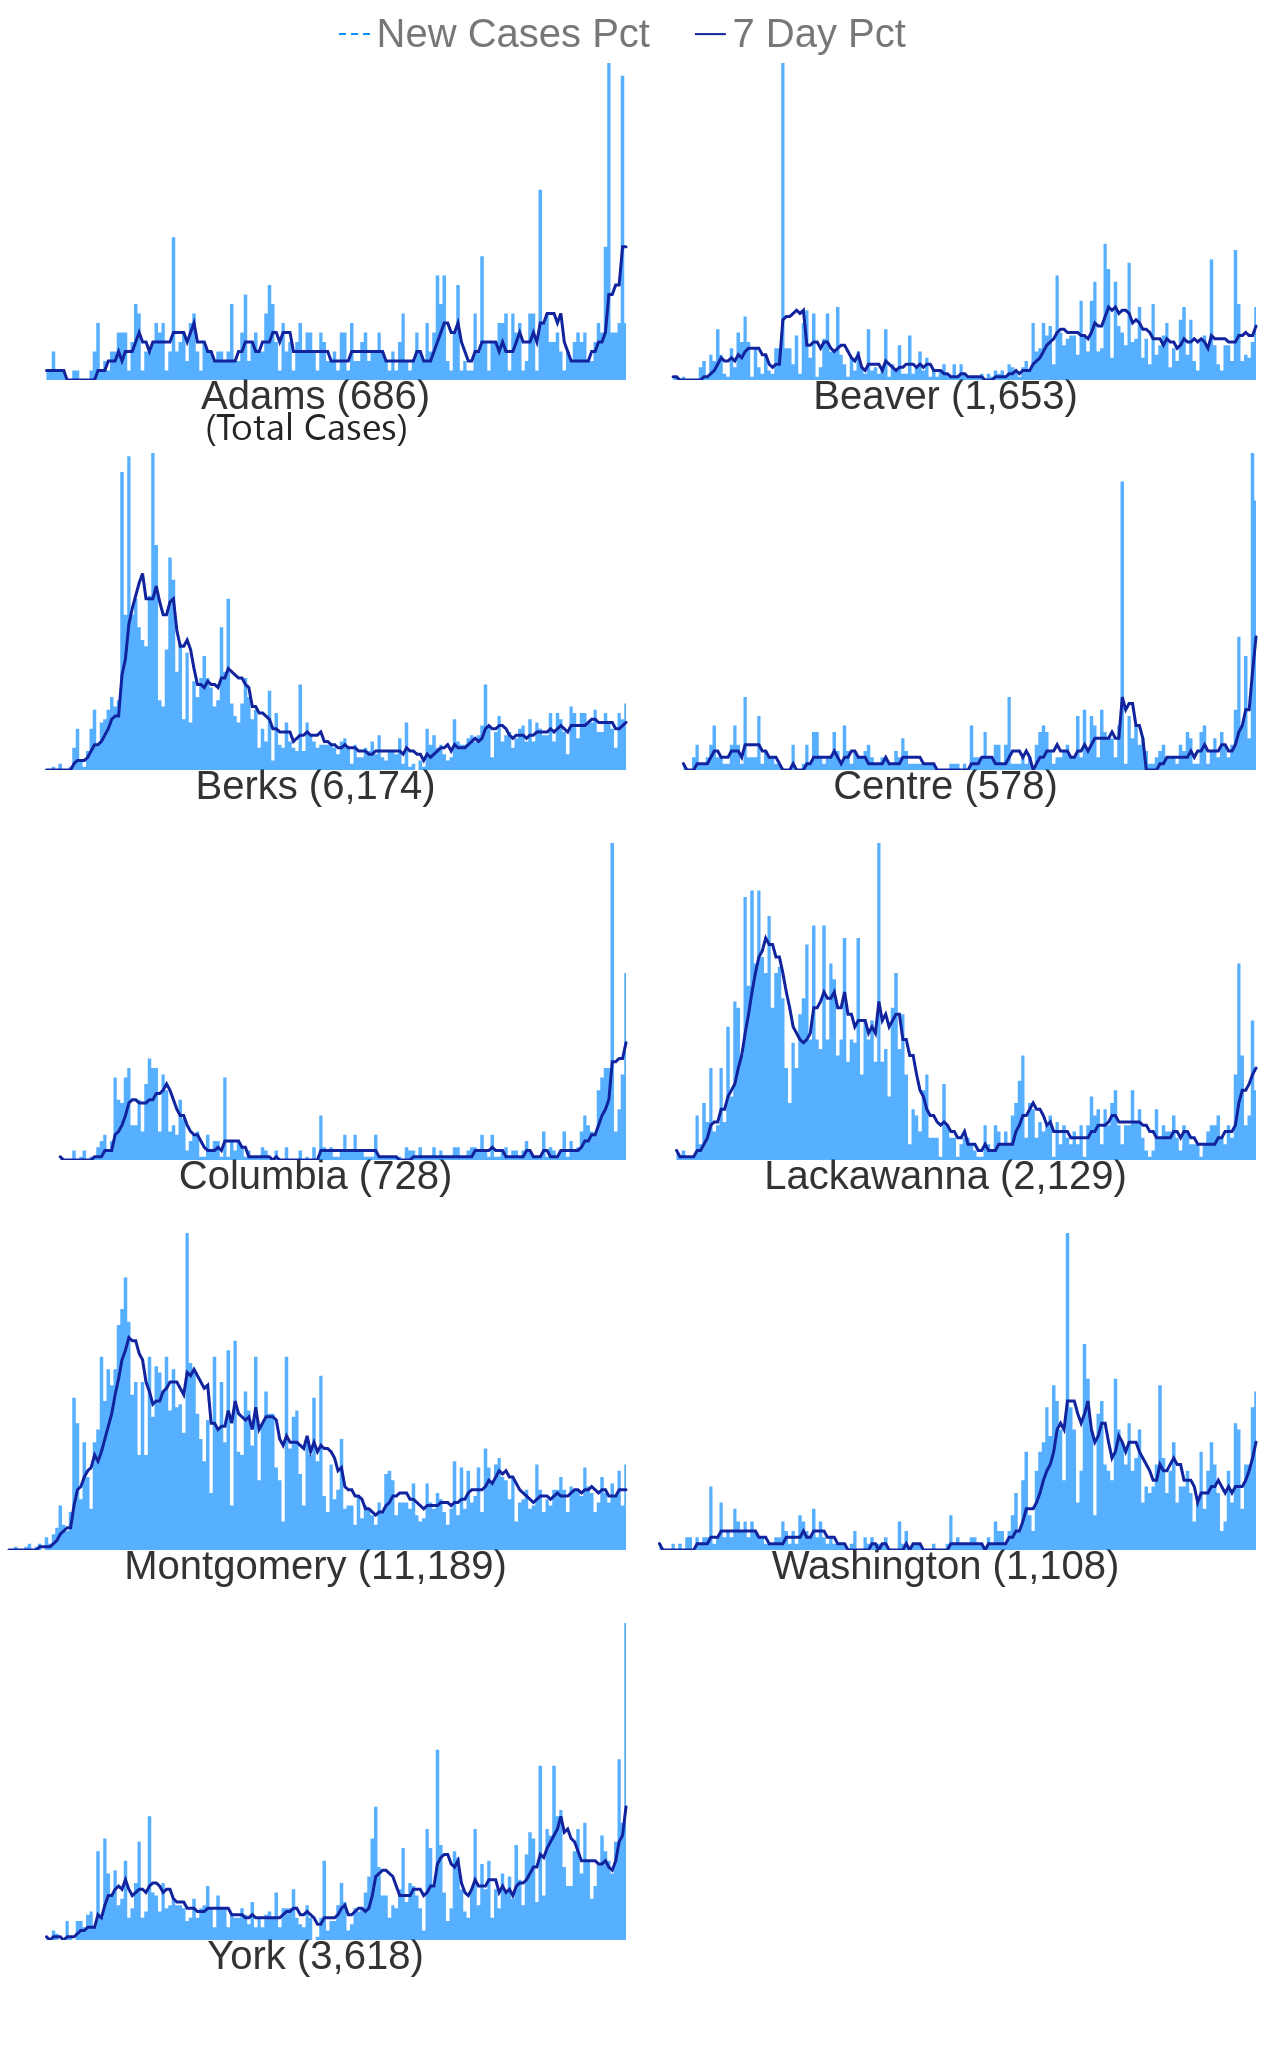 New Cases Pct 7 Day Pct
Adams (686) Beaver (1,653)
(Total Cases)
Berks (6,174) Centre (578)
Columbia (728) Lackawanna (2,129)
Montgomery (11,189) Washington (1,108)
York (3,618)